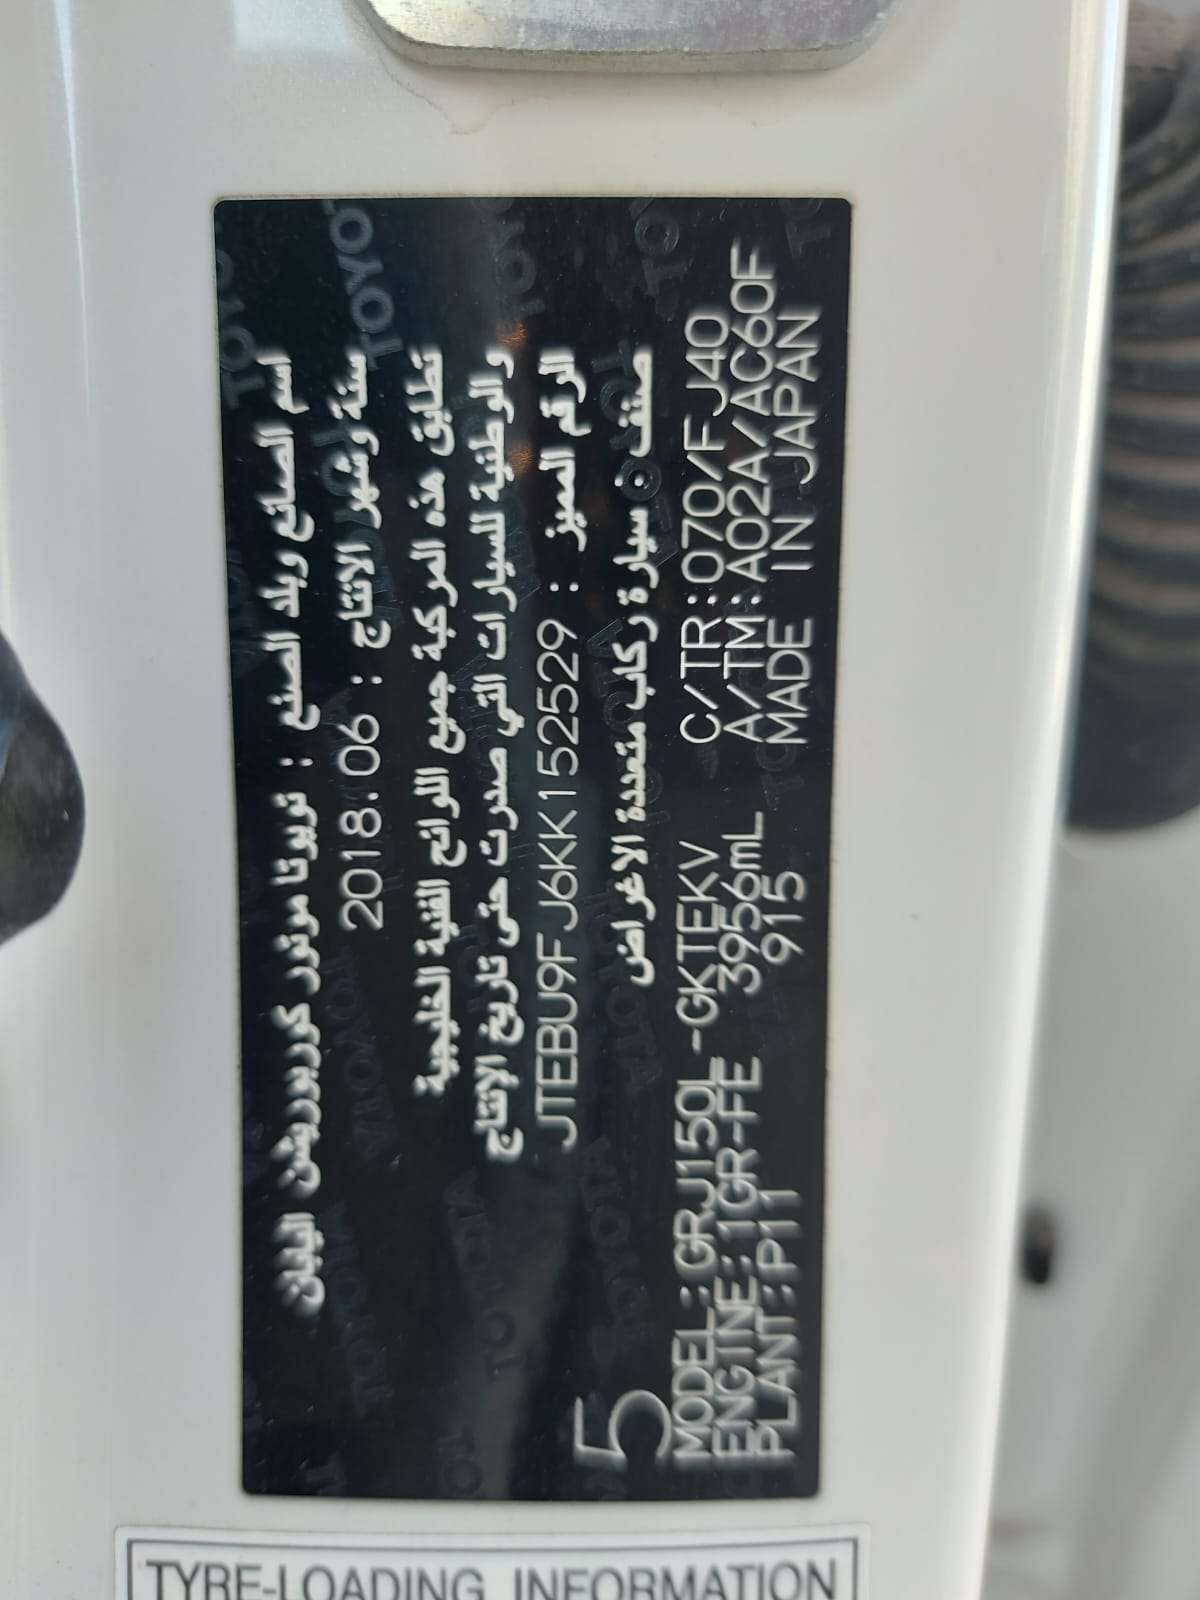 اسم الصانع وبلد الصنع : تويوتا موتور كوربوريشن اليابان
سنة وشهر الانتاج : 2018.06
تطابق هذه المركبة جميع اللوائح الفنية الخليجية
والوطنية للسيارات التي صدرت حتى تاريخ الإنتاج
الرقم المميز : JTEBU9FJ6KK152529
صنف: سيارة ركاب متعددة الاغراض
5
MODEL:GRJ150L-GKTEKV C/TR:070/FJ40
ENGINE:1GR-FE 3956mL A/TM:A02A/AC60F
PLANT:P11 915 MADE IN JAPAN
TYRE-LOADING INFORMATION